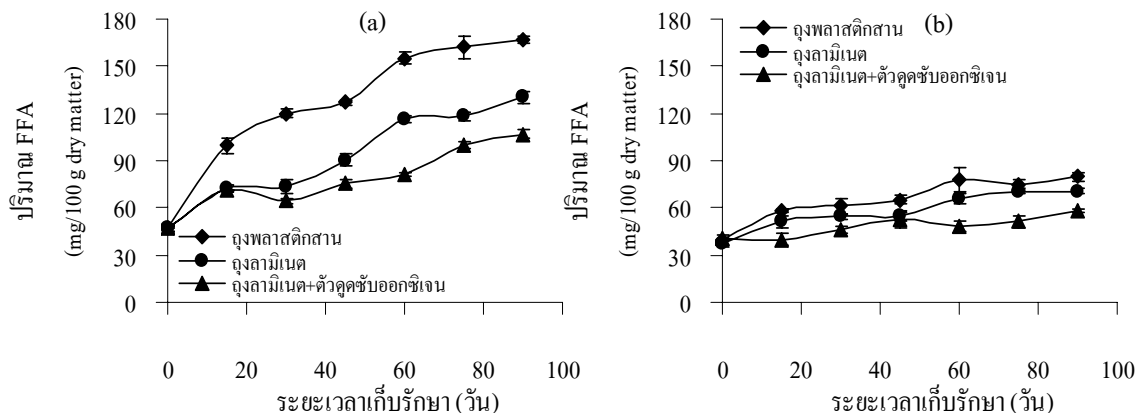 (a)
180
150
120
90
60
30
0
ปริมาณ FFA
(mg/100 g dry matter)
ถุงพลาสติกสาน
ถุงลามิเนต
ถุงลามิเนต+ตัวดูดซับออกซิเจน
0 20 40 60 80 100
ระยะเวลาเก็บรักษา (วัน)
(b)
180
150
120
90
60
30
0
ปริมาณ FFA
(mg/100 g dry matter)
ถุงพลาสติกสาน
ถุงลามิเนต
ถุงลามิเนต+ตัวดูดซับออกซิเจน
0 20 40 60 80 100
ระยะเวลาเก็บรักษา (วัน)